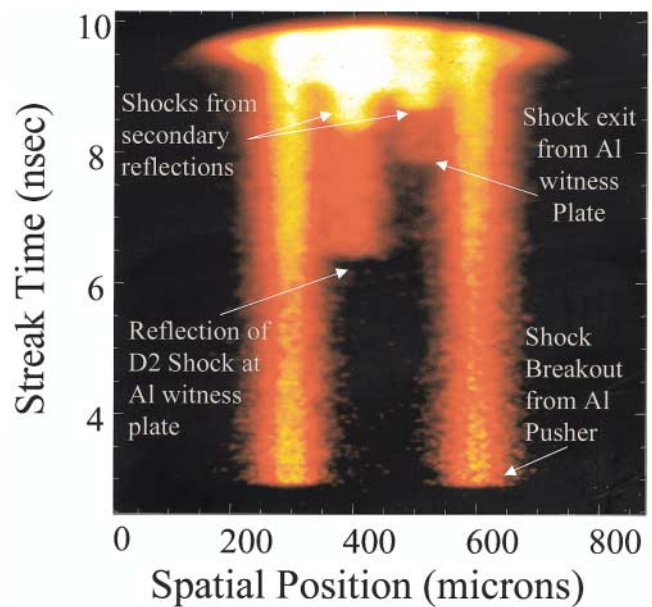 10
8
6
4
Streak Time (nsec)
Shocks from
secondary
reflections
Shock exit
from Al
witness
Plate
Reflection of
D2 Shock at
Al witness
plate
Shock
Breakout
from Al
Pusher
0
200
400
600
800
Spatial Position (microns)